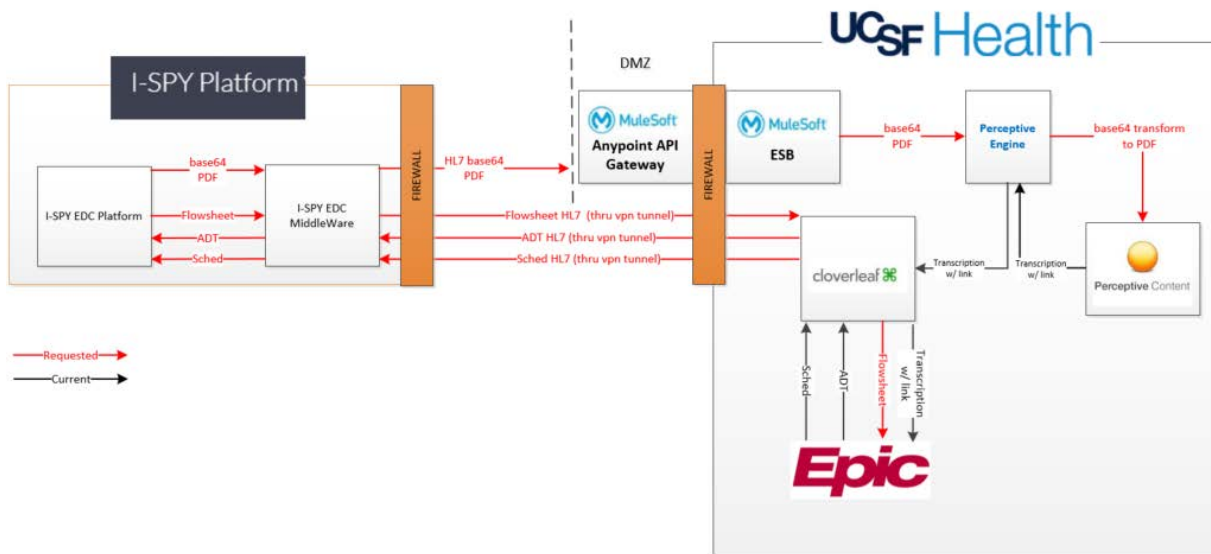 UCSF Health
I-SPY Platform
DMZ
MuleSoft
Anypoint API
Gateway
MuleSoft
ESB
base64
PDF
Perceptive
Engine
base64 transform
to PDF
FIREWALL
FIREWALL
I-SPY EDC Platform
base64
PDF
Flowsheet
ADT
Sched
I-SPY EDC
MiddleWare
HL7 base64
PDF
Flowsheet HL7 (thru vpn tunnel)
ADT HL7 (thru vpn tunnel)
Sched HL7 (thru vpn tunnel)
cloverleaf
Transcription
w/ link
Transcription
w/ link
Perceptive Content
Requested
Current
Sched
ADT
Flowsheet
Transcription
w/ link
Epic